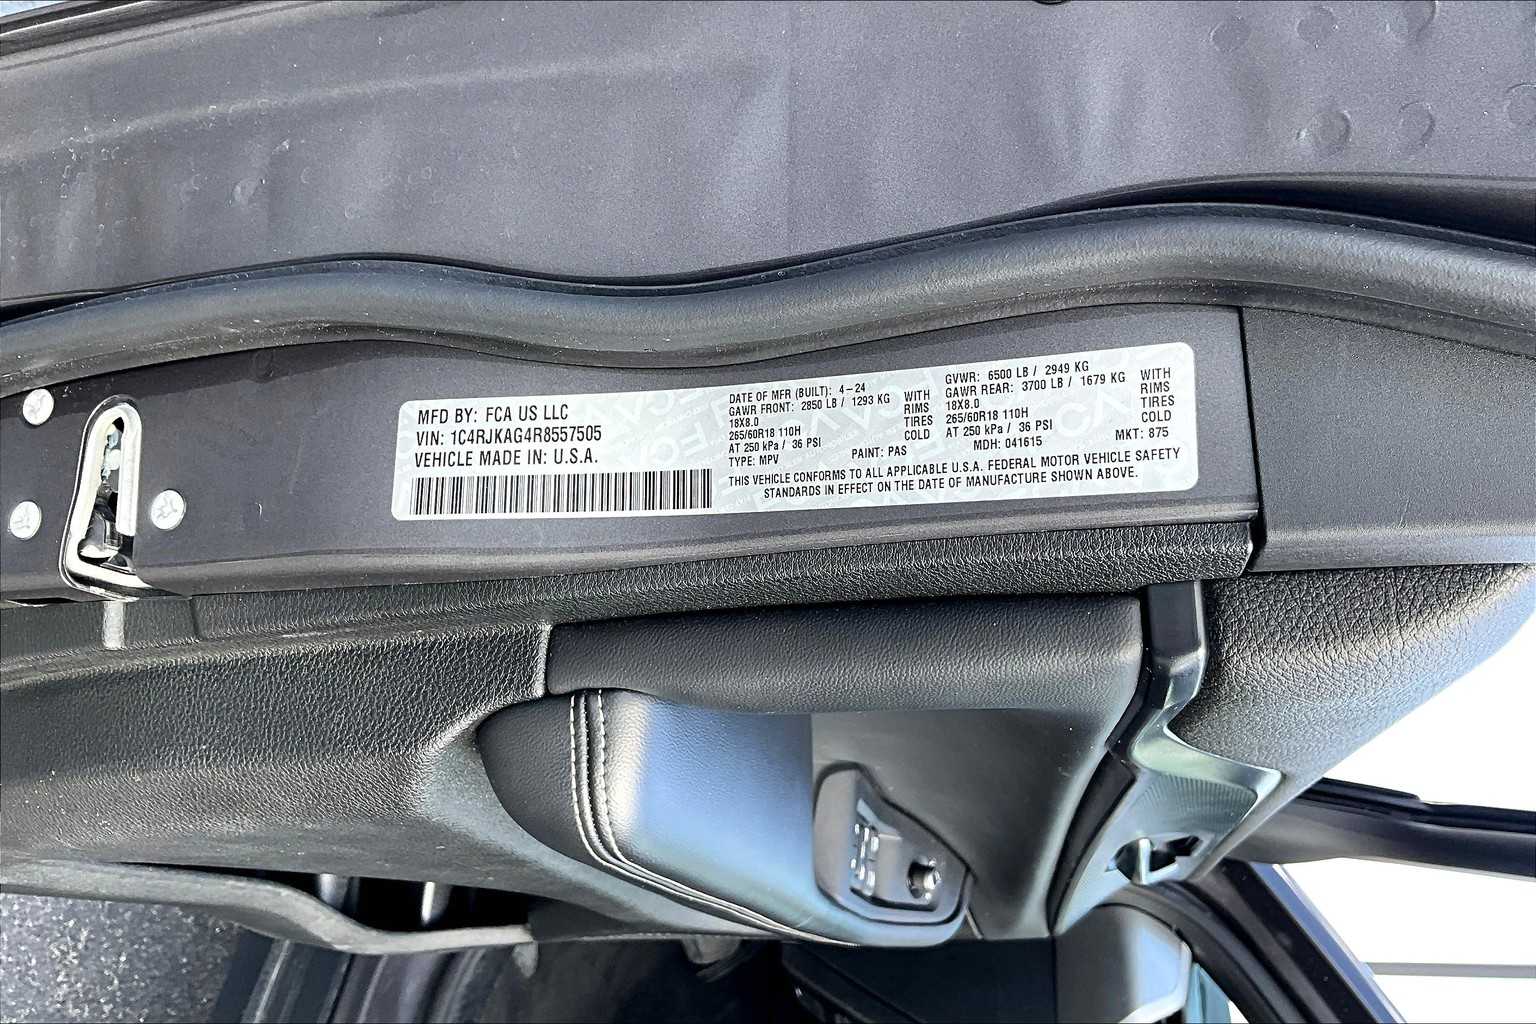 MFD BY: FCA US LLC
VIN: 1C4RJKAG4R8557505
VEHICLE MADE IN: U.S.A.
DATE OF MFR (BUILT): 4-24
GAWR FRONT: 2850 LB / 1293 KG WITH
18X8.0 RIMS
265/60R18 110H TIRES
AT 250 kPa / 36 PSI COLD
TYPE: MPV PAINT: PAS
GVWR: 6500 LB / 2949 KG
GAWR REAR: 3700 LB / 1679 KG WITH
18X8.0 RIMS
265/60R18 110H TIRES
AT 250 kPa / 36 PSI COLD
MDH: 041615 MKT: 875
THIS VEHICLE CONFORMS TO ALL APPLICABLE U.S.A. FEDERAL MOTOR VEHICLE SAFETY
STANDARDS IN EFFECT ON THE DATE OF MANUFACTURE SHOWN ABOVE.